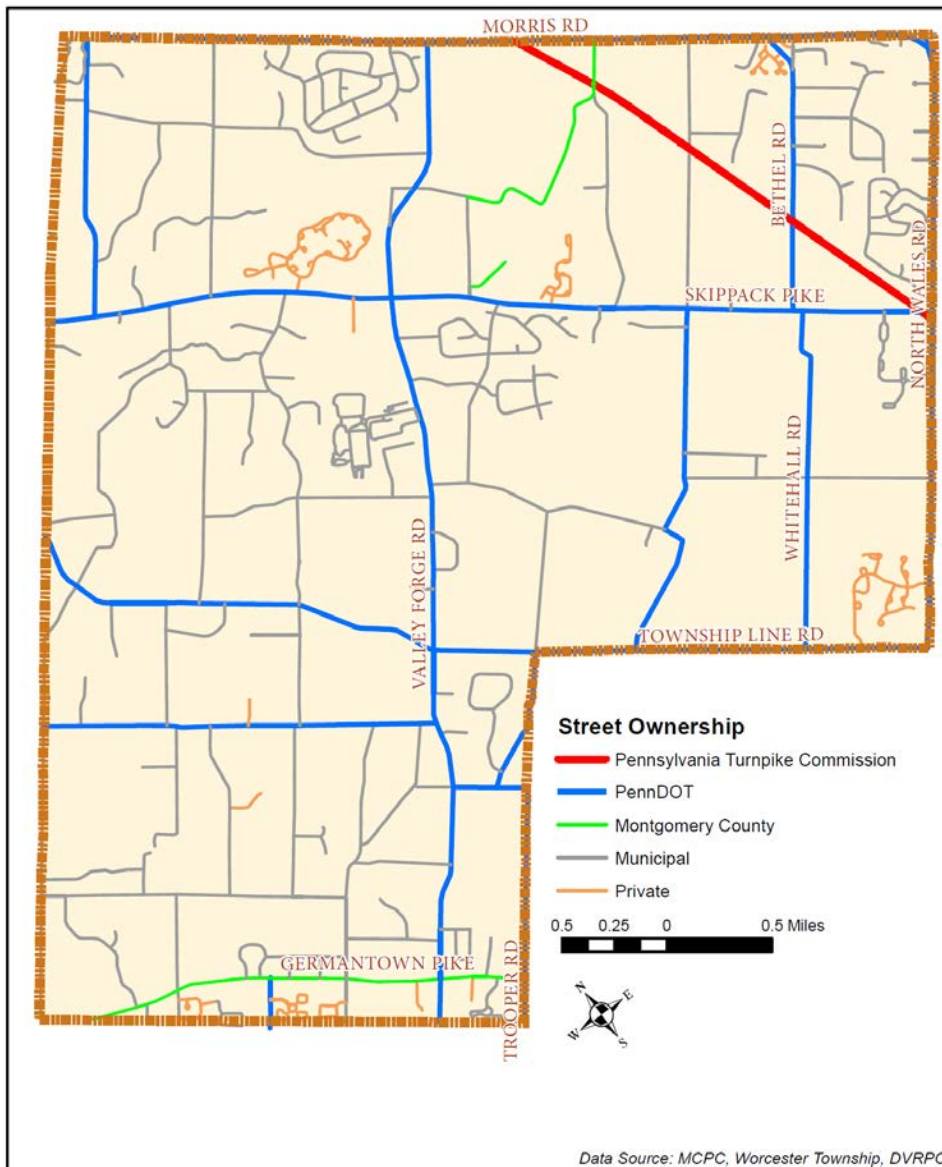 MORRIS RD
BETHEL RD
NORTH WALES RD
SKIPPACK PIKE
WHITEHALL RD
VALLEY FORGE RD
TOWNSHIP LINE RD
Street Ownership
Pennsylvania Turnpike Commission
PennDOT
Montgomery County
Municipal
Private
0.5 0.25 0 0.5 Miles
GERMANTOWN PIKE
TROOPER RD
N
E
W
S
Data Source: MCPC, Worcester Township, DVRPC